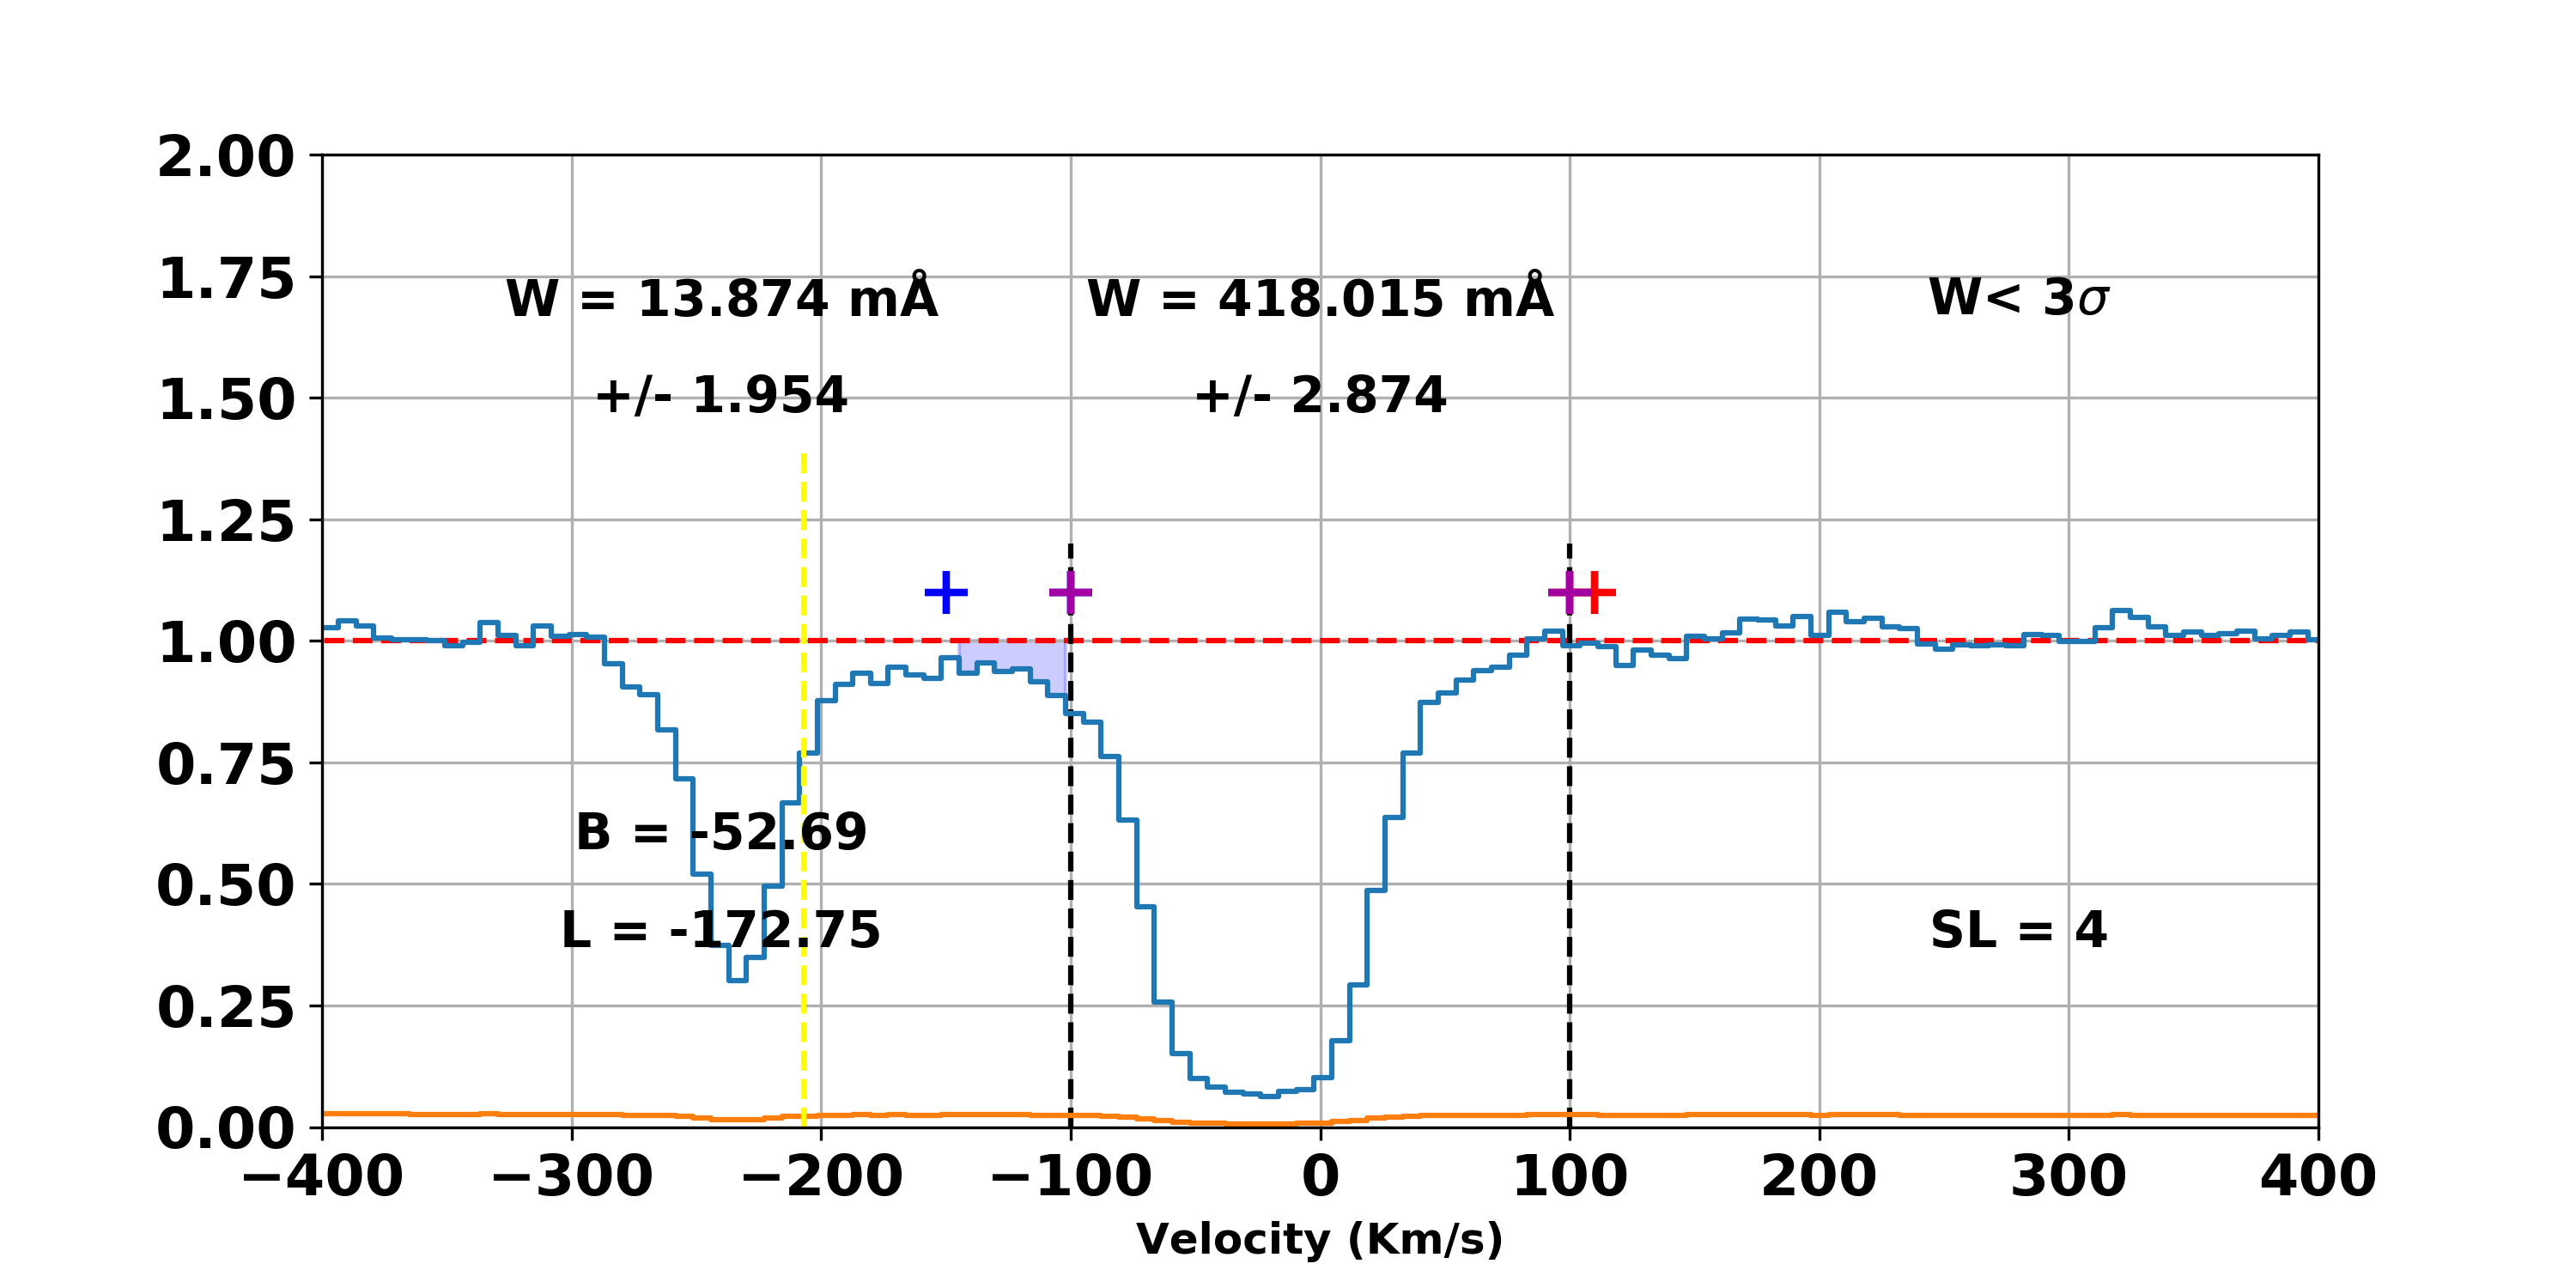 2.00
1.75
1.50
1.25
1.00
0.75
0.50
0.25
0.00
W = 13.874 mÅ
+/- 1.954
W = 418.015 mÅ
+/- 2.874
W< 3σ
B = -52.69
L = -172.75
SL = 4
−400 −300 −200 −100 0 100 200 300 400
Velocity (Km/s)